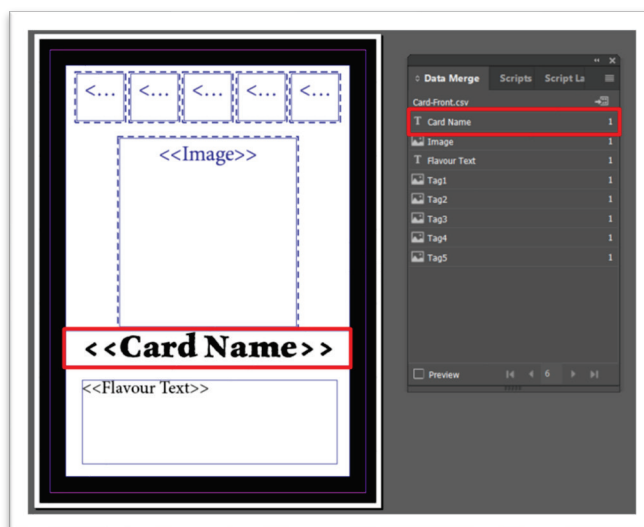 <... <... <... <... <...
<<Image>>
<<Card Name>>
<<Flavour Text>>
Data Merge Scripts Script La
Card-Front.csv
T Card Name 1
Image 1
T Flavour Text 1
Tag1 1
Tag2 1
Tag3 1
Tag4 1
Tag5 1
Preview 6